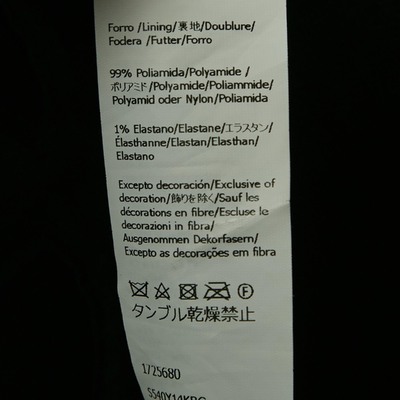 Forro /Lining/裏地/Doublure/
Fodera /Futter/Forro
99% Poliamida/Polyamide /
ポリアミド/Polyamide/Poliammide/
Polyamid oder Nylon/Poliamida
1% Elastano/Elastane/エラスタン/
Élasthanne/Elastan/Elasthan/
Elastano
Excepto decoración/Exclusive of
decoration/飾りを除く/Sauf les
décorations en fibre/Escluse le
decorazioni in fibra/
Ausgenommen Dekorfasern/
Excepto as decorações em fibra
F
タンブル乾燥禁止
1725680